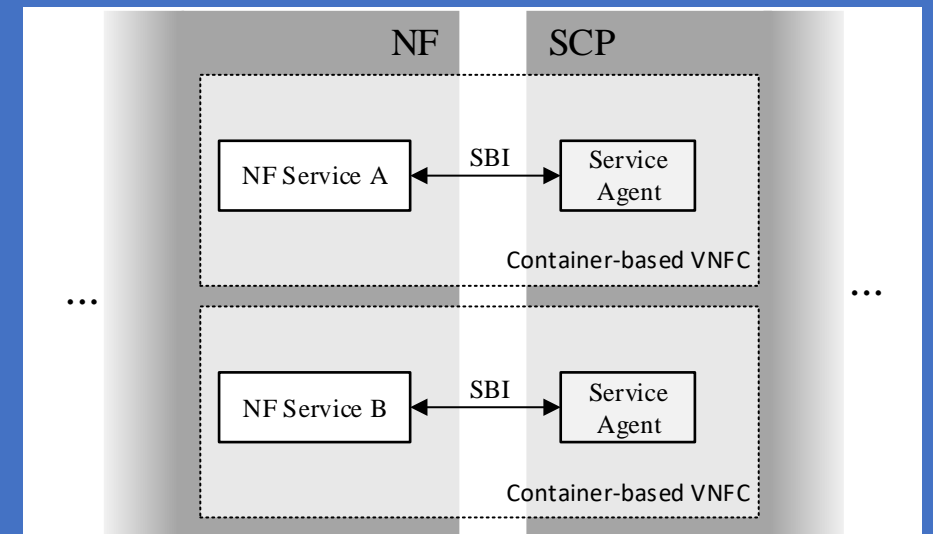 NF SCP
NF Service A
SBI
Service
Agent
Container-based VNFC
...
...
NF Service B
SBI
Service
Agent
Container-based VNFC